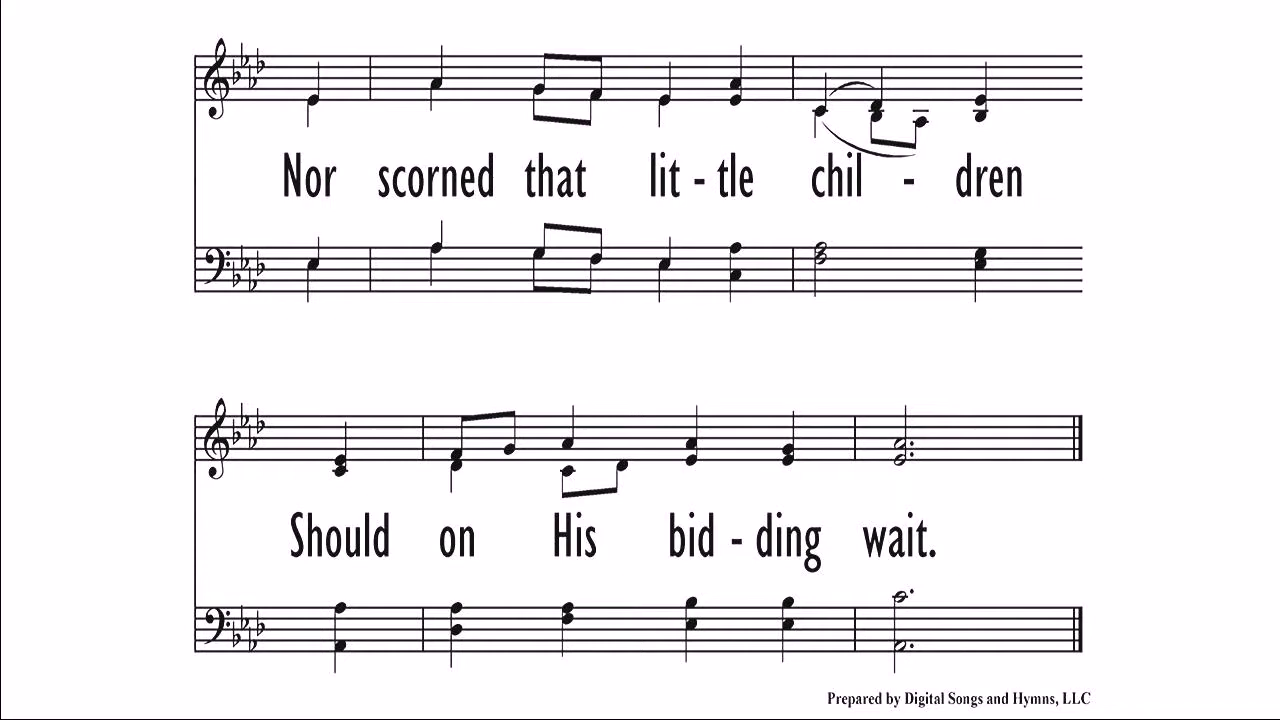 Nor scorned that lit - tle chil - dren
Should on His bid - ding wait.
Prepared by Digital Songs and Hymns, LLC